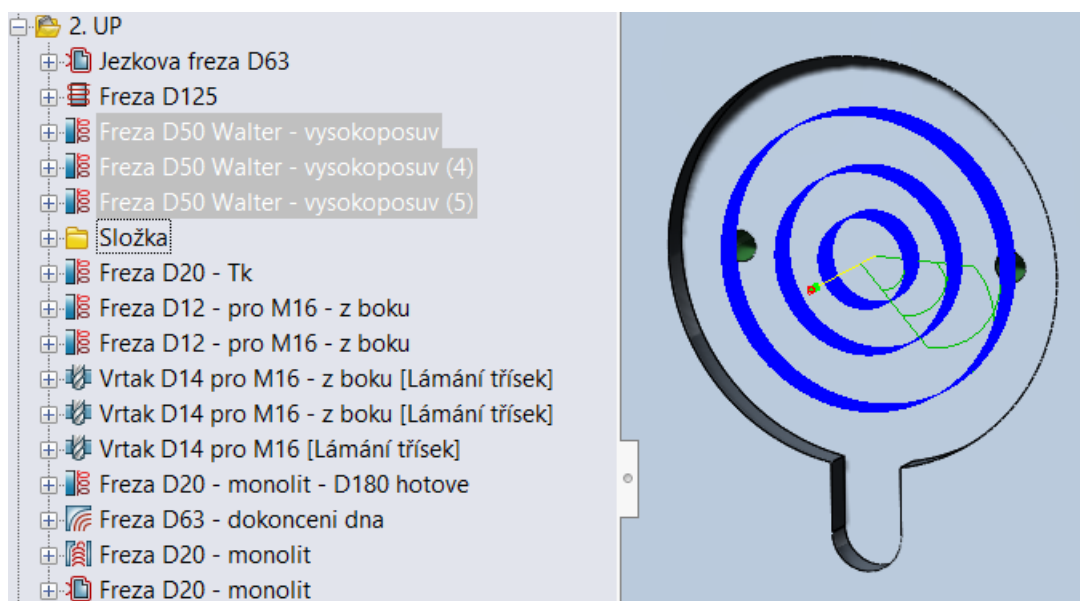 2. UP
Jezkova freza D63
Freza D125
Freza D50 Walter - vysokoposuv
Freza D50 Walter - vysokoposuv (4)
Freza D50 Walter - vysokoposuv (5)
Složka
Freza D20 - Tk
Freza D12 - pro M16 - z boku
Freza D12 - pro M16 - z boku
Vrtak D14 pro M16 - z boku [Lámání třísek]
Vrtak D14 pro M16 - z boku [Lámání třísek]
Vrtak D14 pro M16 [Lámání třísek]
Freza D20 - monolit - D180 hotove
Freza D63 - dokonceni dna
Freza D20 - monolit
Freza D20 - monolit